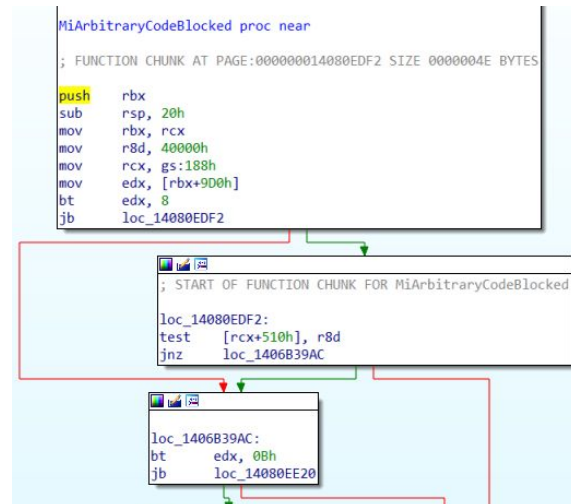 MiArbitraryCodeBlocked proc near
; FUNCTION CHUNK AT PAGE:000000014080EDF2 SIZE 0000004E BYTES
push rbx
sub rsp, 20h
mov rbx, rcx
mov r8d, 40000h
mov rcx, gs:188h
mov edx, [rbx+9D0h]
bt edx, 8
jb loc_14080EDF2
; START OF FUNCTION CHUNK FOR MiArbitraryCodeBlocked
loc_14080EDF2:
test [rcx+510h], r8d
jnz loc_1406B39AC
loc_1406B39AC:
bt edx, 0Bh
jb loc_14080EE20